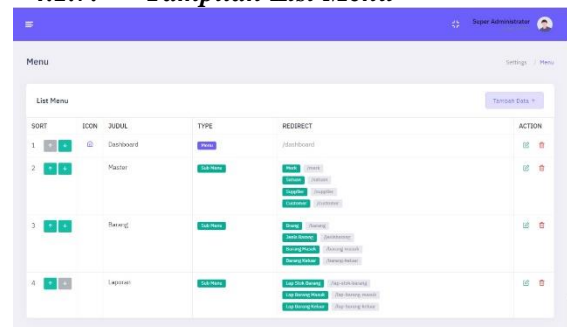 Tampilan List Menu
Super Administrator
Menu
Settings / Menu
List Menu
Tambah Data +
SORT ICON JUDUL TYPE REDIRECT ACTION
1 Dashboard Menu /dashboard
2 Master Sub Menu Merk /merk
Satuan /satuan
Supplier /supplier
Customer /customer
3 Barang Sub Menu Barang /barang
Jenis Barang /jenisbarang
Barang Masuk /barang-masuk
Barang Keluar /barang-keluar
4 Laporan Sub Menu Lap Stok Barang /lap-stok-barang
Lap Barang Masuk /lap-barang-masuk
Lap Barang Keluar /lap-barang-keluar